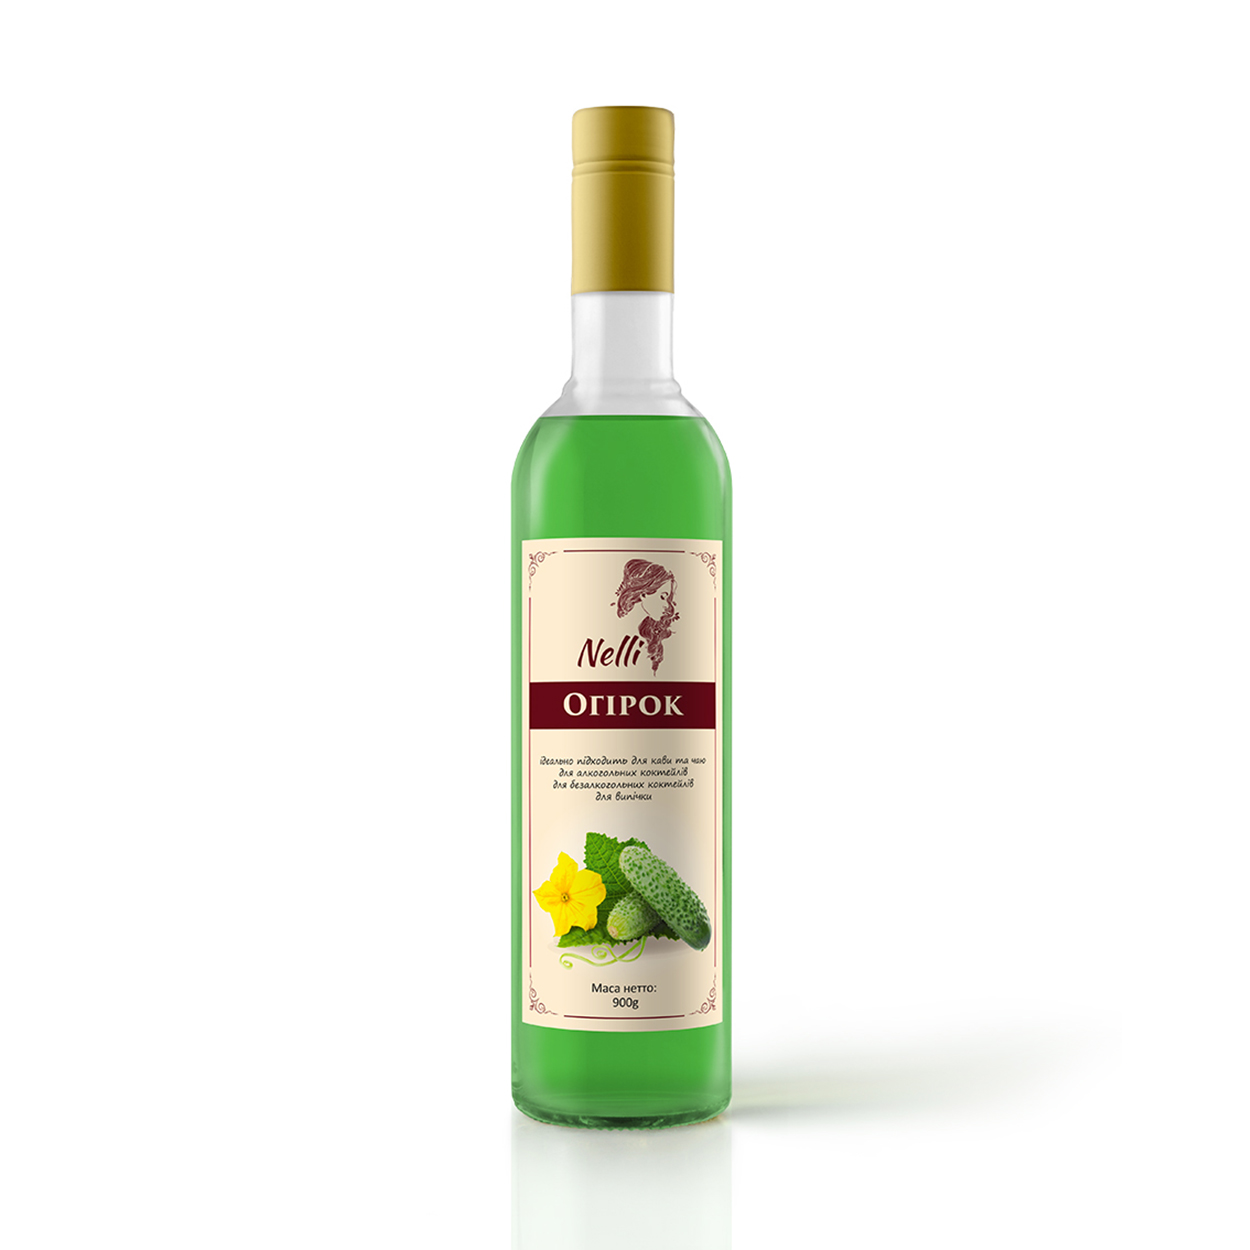 Nelli
ОГІРОК
ідеально підходить для кави та чаю
для алкогольних коктейлів
для безалкогольних коктейлів
для випічки
Маса нетто:
900g